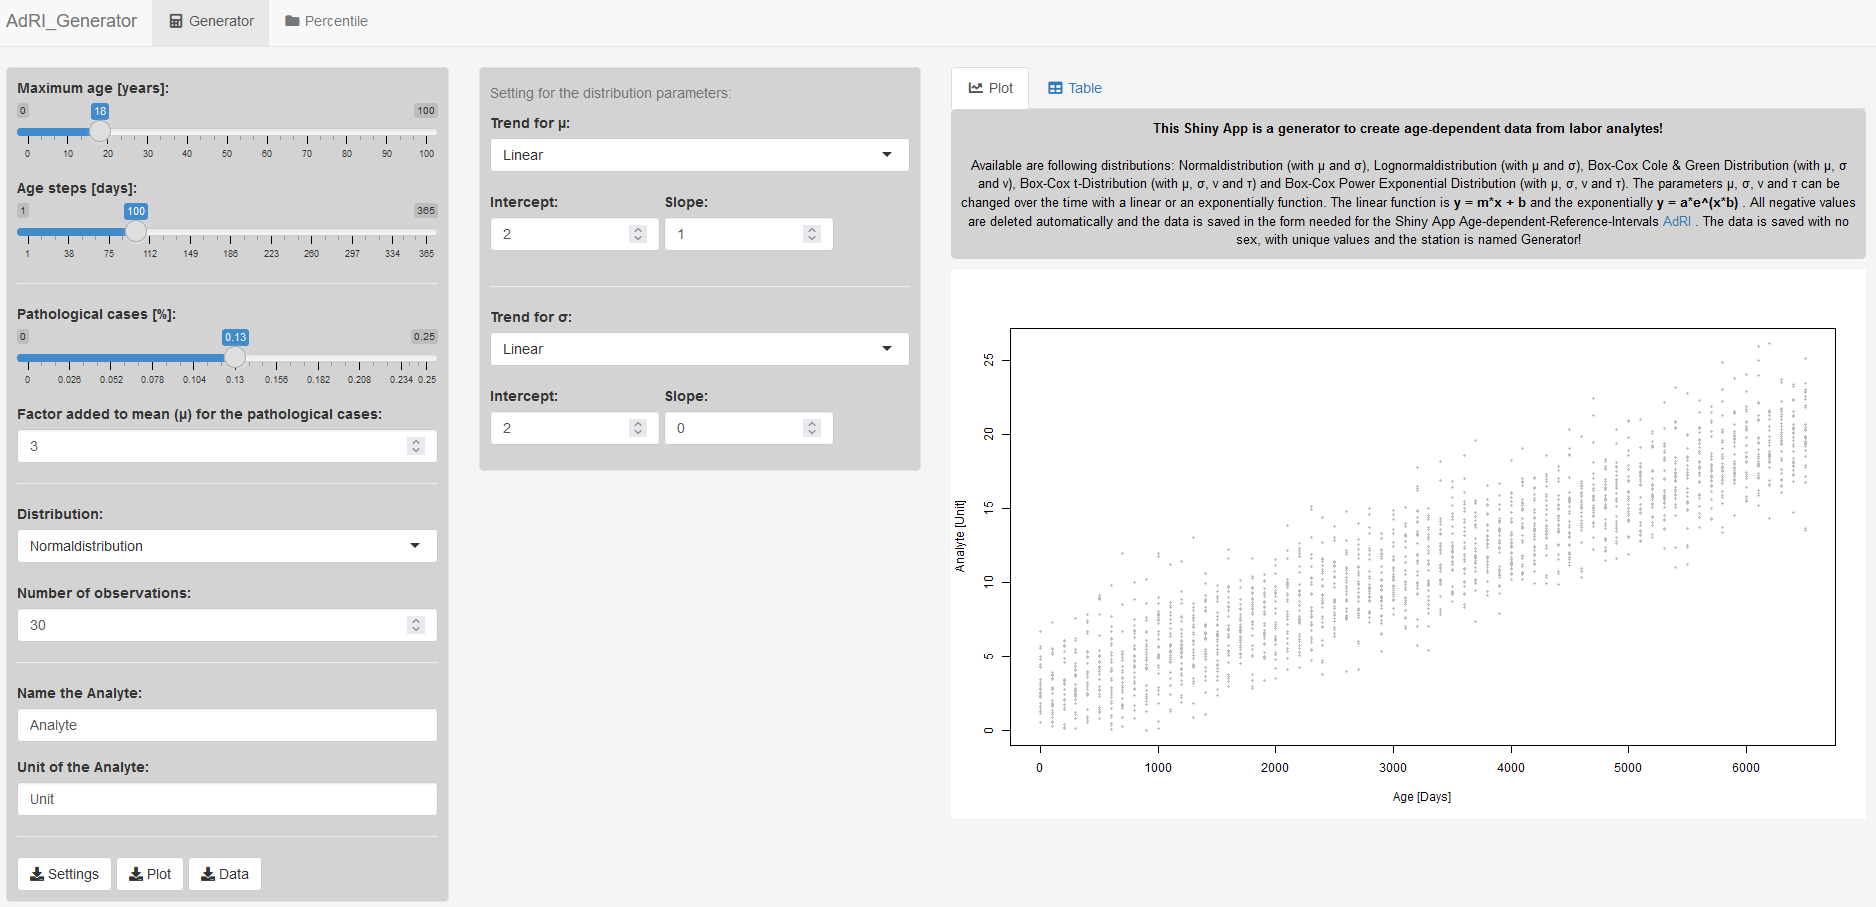 AdRI_Generator
Generator
Percentile
Maximum age [years]:
0
18
100
0 10 20 30 40 50 60 70 80 90 100
Age steps [days]:
1
100
365
1 38 75 112 149 186 223 260 297 334 365
Pathological cases [%]:
0
0.13
0.25
0 0.026 0.052 0.078 0.104 0.13 0.156 0.182 0.208 0.234 0.25
Factor added to mean (μ) for the pathological cases:
3
Distribution:
Normaldistribution
Number of observations:
30
Name the Analyte:
Analyte
Unit of the Analyte:
Unit
Settings
Plot
Data
Setting for the distribution parameters:
Trend for μ:
Linear
Intercept: Slope:
2 1
Trend for σ:
Linear
Intercept: Slope:
2 0
Plot
Table
This Shiny App is a generator to create age-dependent data from labor analytes!
Available are following distributions: Normaldistribution (with μ and σ), Lognormaldistribution (with μ and σ), Box-Cox Cole & Green Distribution (with μ, σ
and ν), Box-Cox t-Distribution (with μ, σ, ν and τ) and Box-Cox Power Exponential Distribution (with μ, σ, ν and τ). The parameters μ, σ, ν and τ can be
changed over the time with a linear or an exponentially function. The linear function is y = m*x + b and the exponentially y = a*e^(x*b) . All negative values
are deleted automatically and the data is saved in the form needed for the Shiny App Age-dependent-Reference-Intervals AdRI . The data is saved with no
sex, with unique values and the station is named Generator!
25
20
15
10
5
0
Analyte [Unit]
0 1000 2000 3000 4000 5000 6000
Age [Days]